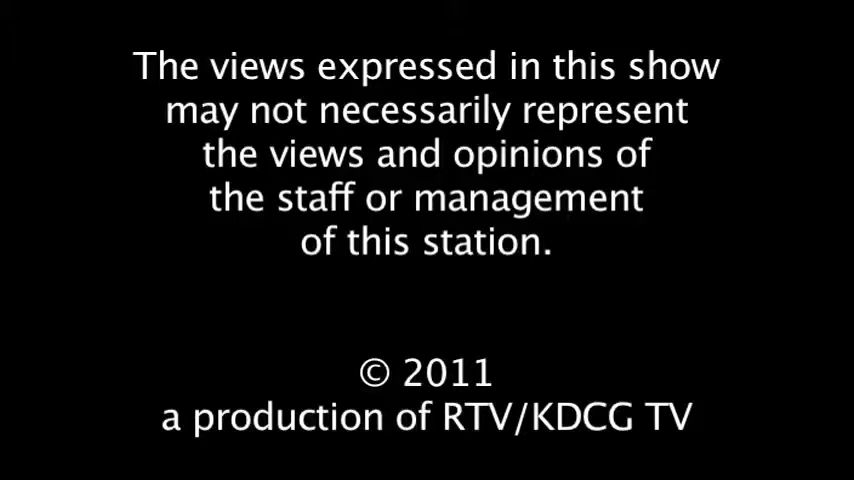 The views expressed in this show
may not necessarily represent
the views and opinions of
the staff or management
of this station.
© 2011
a production of RTV/KDCG TV